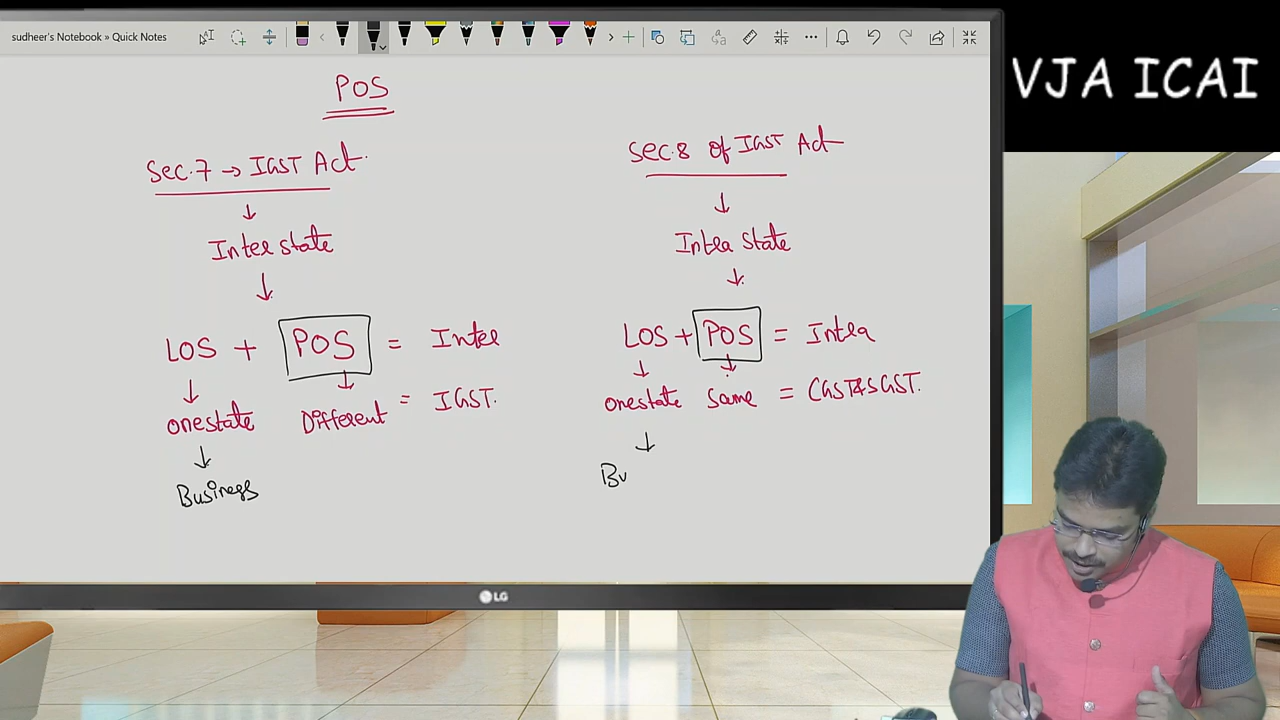 sudheer's Notebook » Quick Notes
VJA ICAI
POS
Sec.7 → IGST Act.
Sec.8 of IGST Act
↓
↓
Inter state
Intra state
↓
↓
LOS + POS = Inter
LOS + POS = Intra
↓ ↓
↓ ↓
onestate Different = IGST.
onestate same = CGST&SGST.
↓
↓
Business
Bu
LG